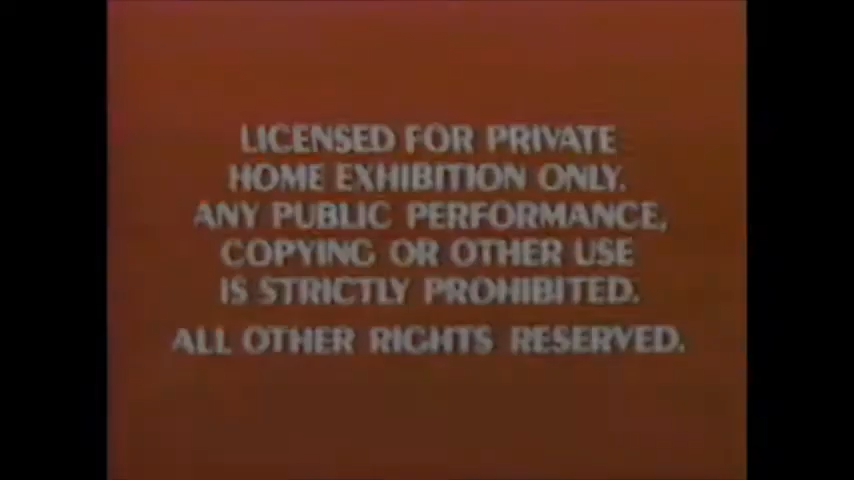 LICENSED FOR PRIVATE
HOME EXHIBITION ONLY.
ANY PUBLIC PERFORMANCE,
COPYING OR OTHER USE
IS STRICTLY PROHIBITED.
ALL OTHER RIGHTS RESERVED.